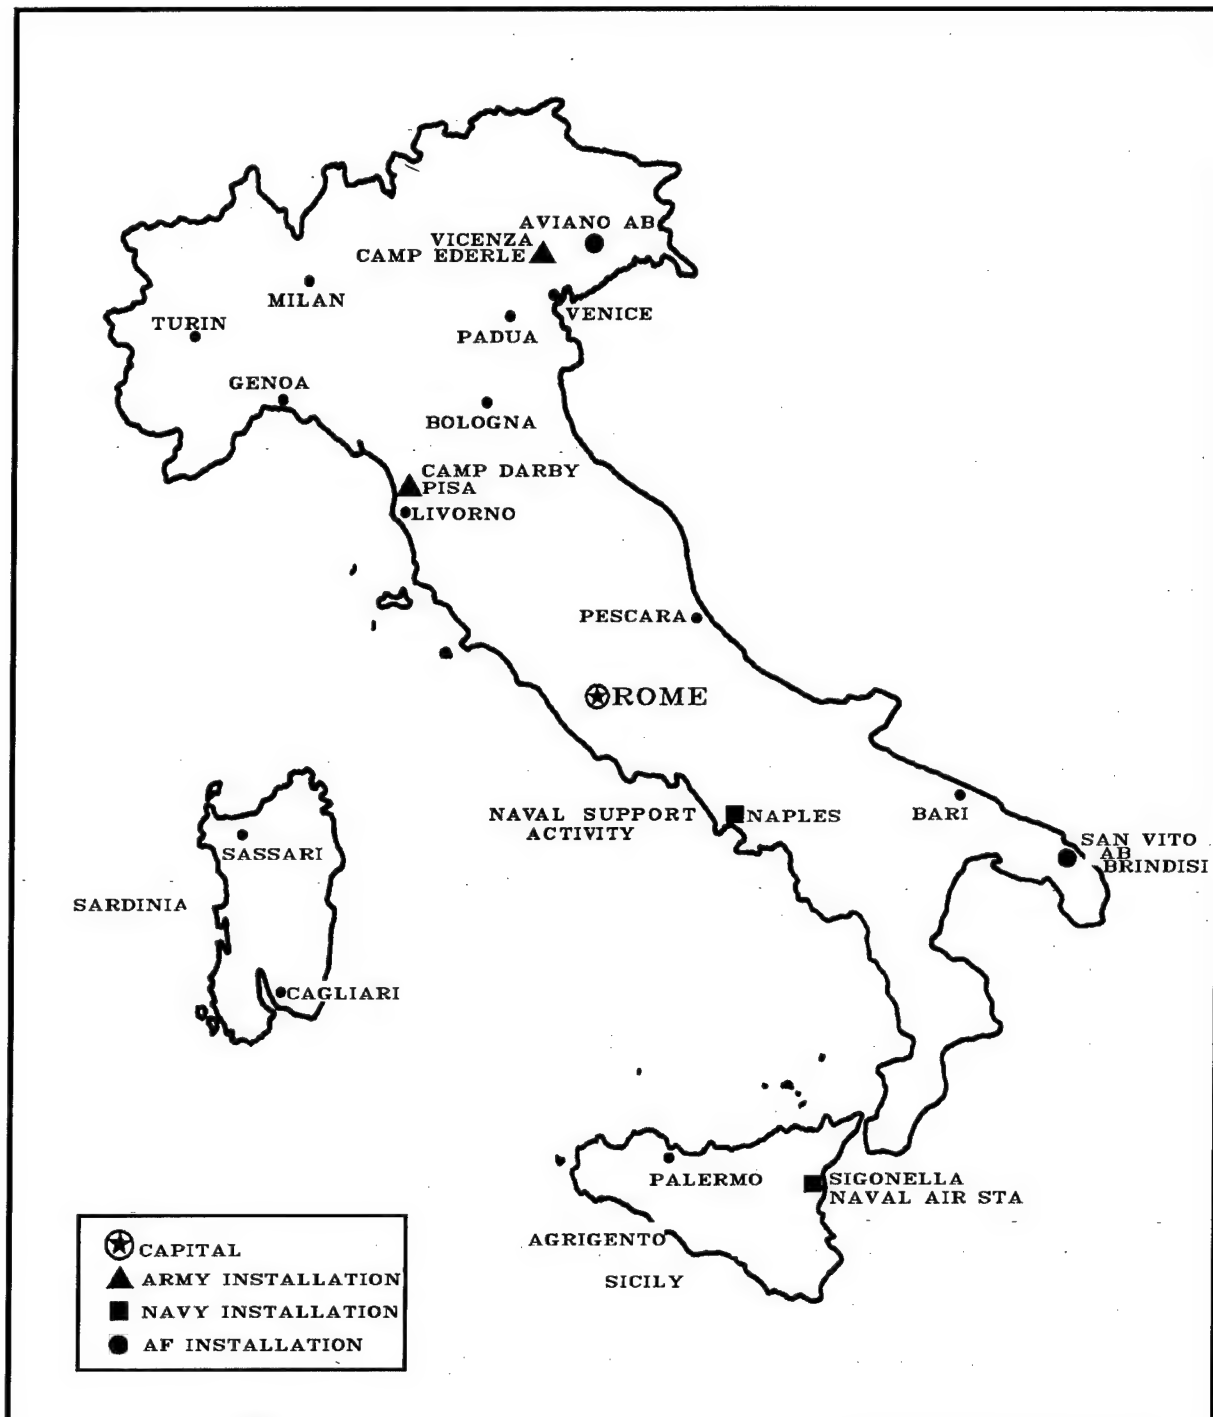 AVIANO AB
VICENZA
CAMP EDERLE
MILAN
VENICE
TURIN
PADUA
GENOA
BOLOGNA
CAMP DARBY
PISA
LIVORNO
PESCARA
ROME
NAVAL SUPPORT
ACTIVITY
NAPLES
BARI
SAN VITO
AB
BRINDISI
SASSARI
SARDINIA
CAGLIARI
PALERMO
SIGONELLA
NAVAL AIR STA
AGRIGENTO
SICILY
CAPITAL
ARMY INSTALLATION
NAVY INSTALLATION
AF INSTALLATION